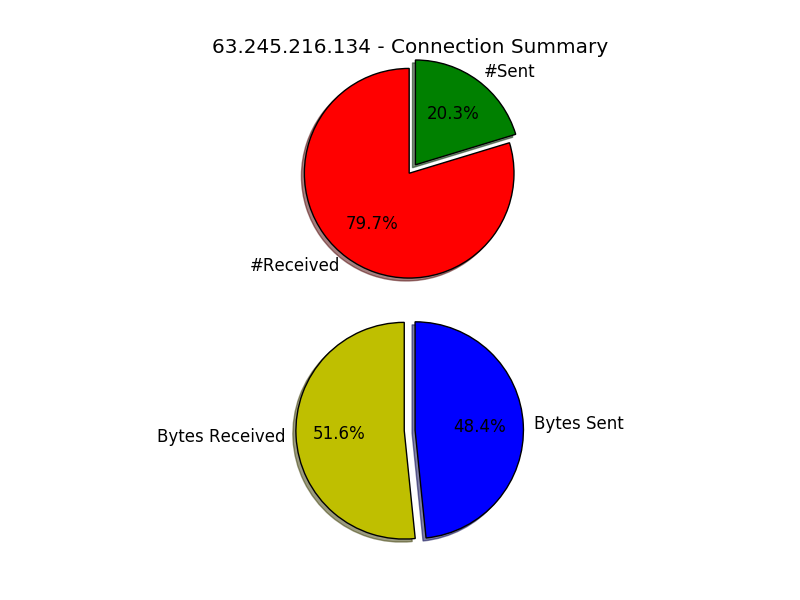 63.245.216.134 - Connection Summary
#Sent
20.3%
79.7%
#Received
Bytes Received
51.6%
48.4%
Bytes Sent